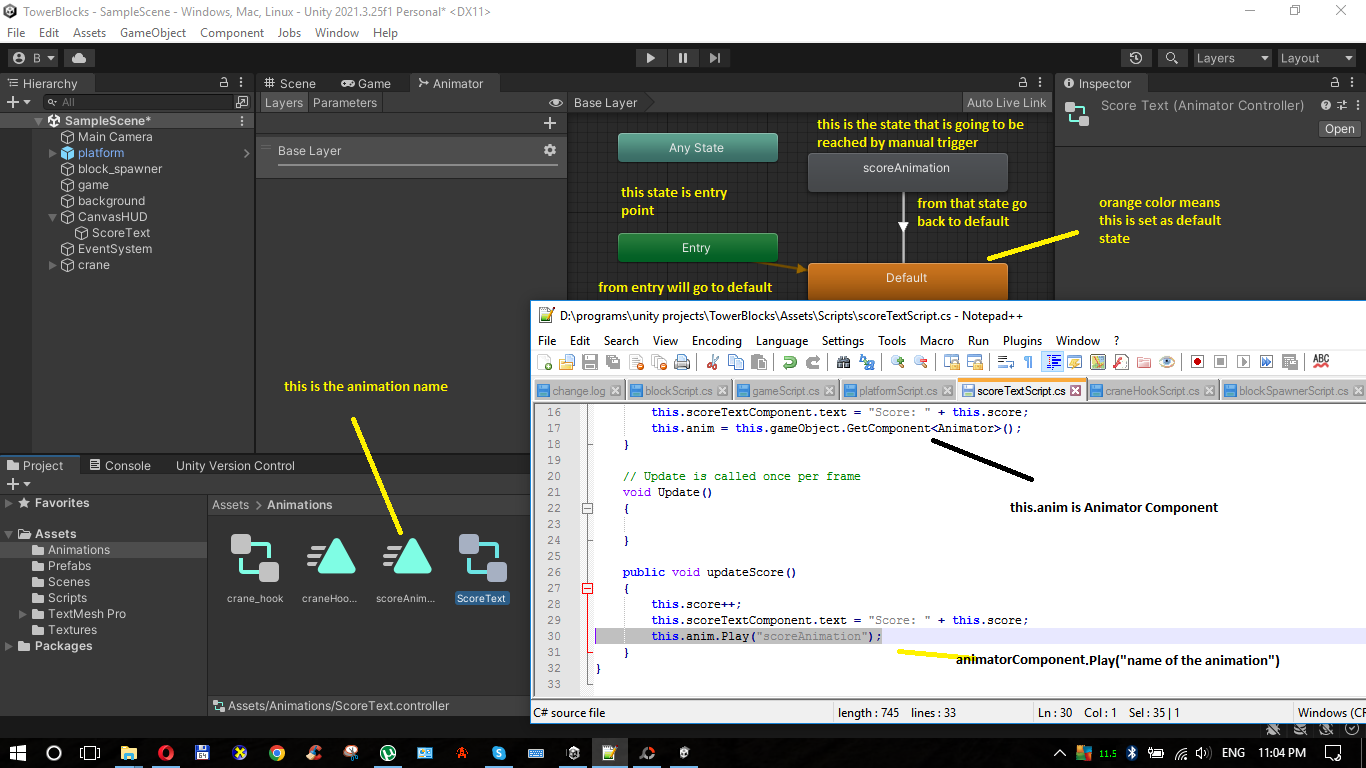 TowerBlocks - SampleScene - Windows, Mac, Linux - Unity 2021.3.25f1 Personal* <DX11>
File Edit Assets GameObject Component Jobs Window Help
B
Layers Layout
Hierarchy
All
SampleScene*
Main Camera
platform
block_spawner
game
background
CanvasHUD
ScoreText
EventSystem
crane
Scene Game Animator
Layers Parameters
Base Layer
Base Layer Auto Live Link
Any State
this is the state that is going to be
reached by manual trigger
scoreAnimation
this state is entry
point
from that state go
back to default
Entry
Default
from entry will go to default
orange color means
this is set as default
state
Inspector
Score Text (Animator Controller)
Open
this is the animation name
Project Console Unity Version Control
Favorites
Assets
Animations
Prefabs
Scenes
Scripts
TextMesh Pro
Textures
Packages
Assets > Animations
crane_hook craneHoo... scoreAnim... ScoreText
Assets/Animations/ScoreText.controller
D:\programs\unity projects\TowerBlocks\Assets\Scripts\scoreTextScript.cs - Notepad++
File Edit Search View Encoding Language Settings Tools Macro Run Plugins Window ?
ABC
change.log blockScript.cs gameScript.cs platformScript.cs scoreTextScript.cs craneHookScript.cs blockSpawnerScript.cs
16 this.scoreTextComponent.text = "Score: " + this.score;
17 this.anim = this.gameObject.GetComponent<Animator>();
18 }
19
20 // Update is called once per frame
21 void Update()
22 {
23
24 }
25
26 public void updateScore()
27 {
28 this.score++;
29 this.scoreTextComponent.text = "Score: " + this.score;
30 this.anim.Play("scoreAnimation");
31 }
32 }
33
this.anim is Animator Component
animatorComponent.Play("name of the animation")
C# source file length : 745 lines : 33 Ln : 30 Col : 1 Sel : 35 | 1 Windows (CR
64
11.5 ENG 11:04 PM